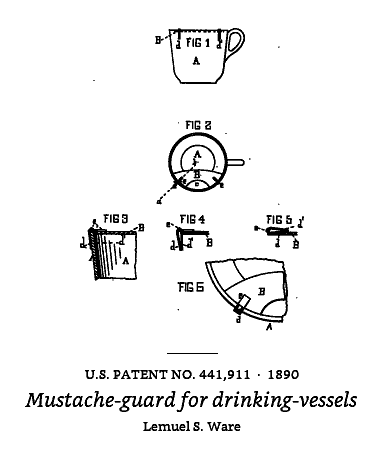 FIG 1
B
d
d
A
FIG 2
A
B
e
a
FIG 3
e
B
d
d'
A
A
FIG 4
e
B
d
d'
FIG 5
e
d'
d
B
FIG 6
e
B
d
A
U.S. PATENT NO. 441,911 · 1890
Mustache-guard for drinking-vessels
Lemuel S. Ware